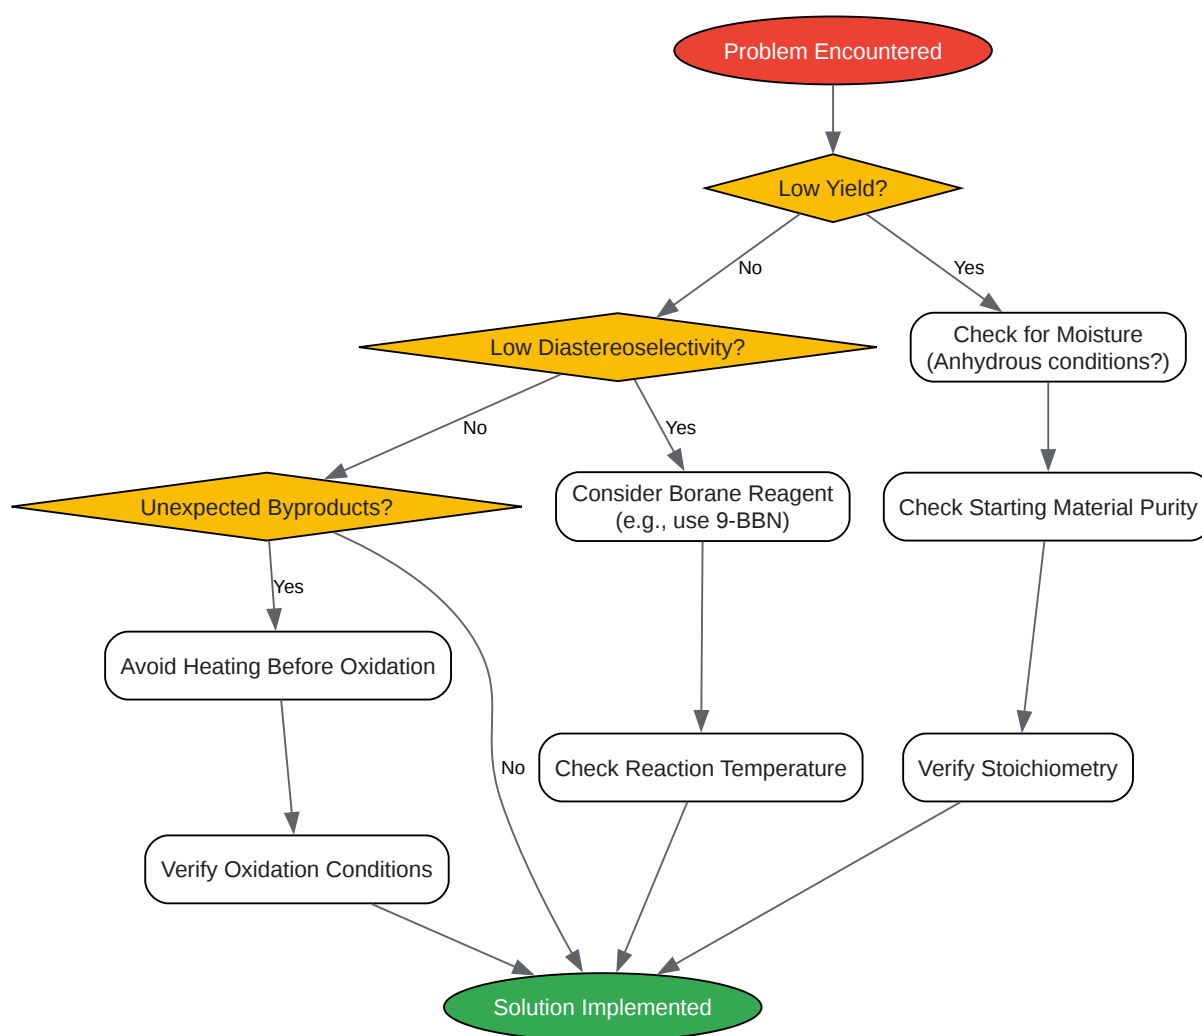 Problem Encountered
Low Yield?
No
Yes
Low Diastereoselectivity?
Check for Moisture
(Anhydrous conditions?)
No
Yes
Unexpected Byproducts?
Consider Borane Reagent
(e.g., use 9-BBN)
Check Starting Material Purity
Yes
Avoid Heating Before Oxidation
No
Check Reaction Temperature
Verify Stoichiometry
Verify Oxidation Conditions
Solution Implemented